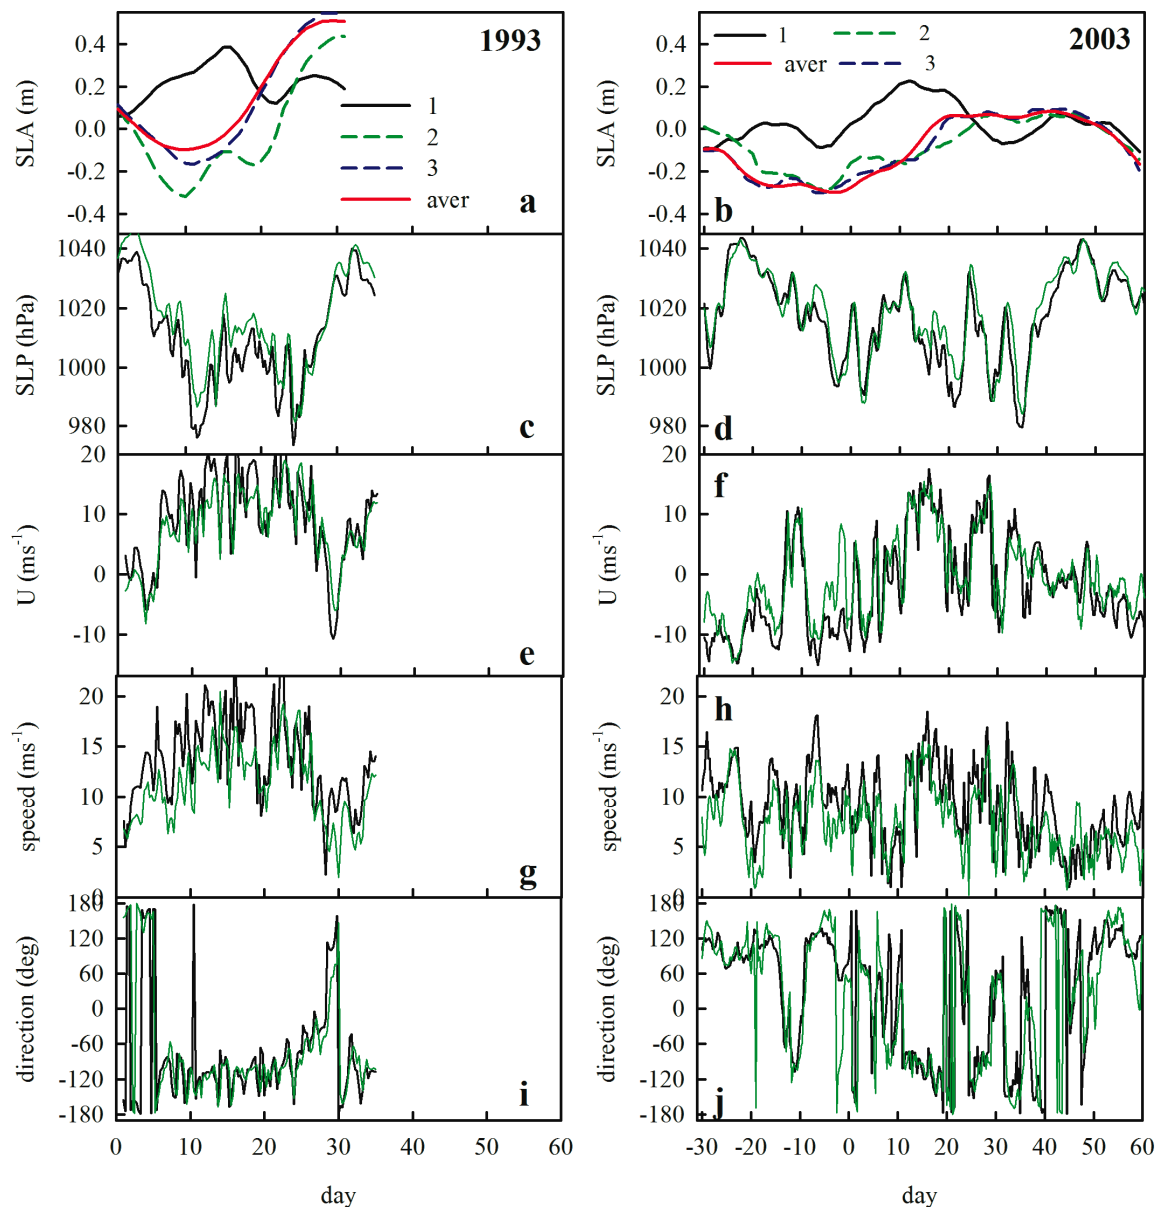 1993
0.4
0.2
0.0
-0.2
-0.4
SLA (m)
1
2
3
aver
a
2003
0.4
0.2
0.0
-0.2
-0.4
SLA (m)
1
2
aver
3
b
1040
1020
1000
980
SLP (hPa)
c
1040
1020
1000
980
SLP (hPa)
d
20
10
0
-10
U (ms⁻¹)
e
20
10
0
-10
U (ms⁻¹)
f
20
15
10
5
0
speed (ms⁻¹)
g
20
15
10
5
0
speed (ms⁻¹)
h
180
120
60
0
-60
-120
-180
direction (deg)
i
180
120
60
0
-60
-120
-180
direction (deg)
j
0 10 20 30 40 50 60
day
-30 -20 -10 0 10 20 30 40 50 60
day